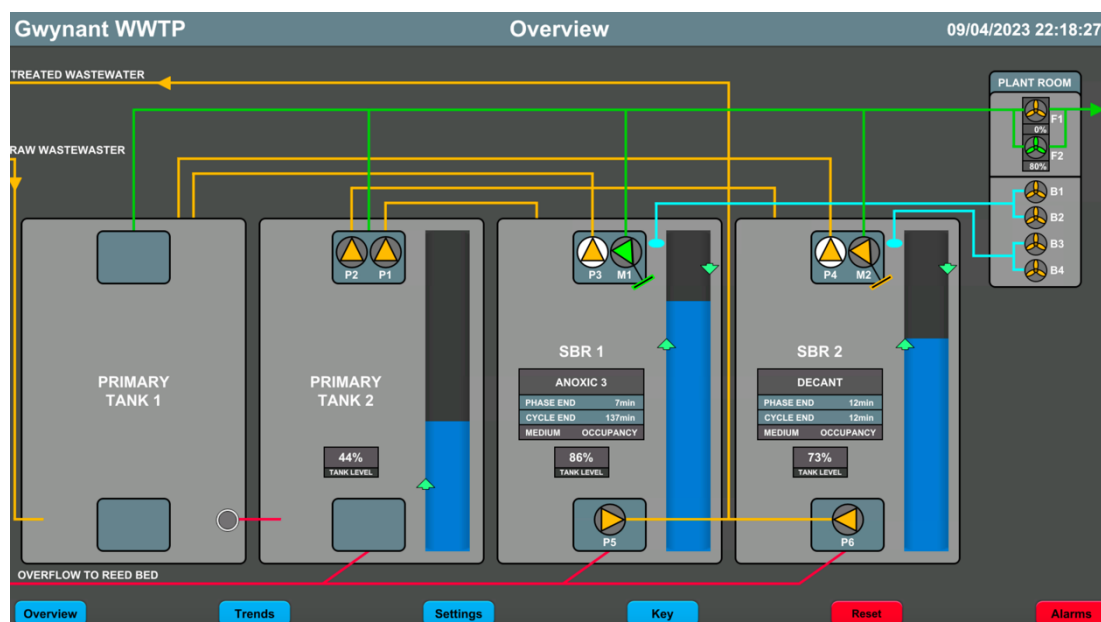 Gwynant WWTP
Overview
09/04/2023 22:18:27
TREATED WASTEWATER
PLANT ROOM
F1
0%
RAW WASTEWASTER
F2
80%
B1
B2
B3
B4
P2 P1
P3 M1
P4 M2
PRIMARY
TANK 1
PRIMARY
TANK 2
44%
TANK LEVEL
SBR 1
ANOXIC 3
PHASE END 7min
CYCLE END 137min
MEDIUM OCCUPANCY
86%
TANK LEVEL
SBR 2
DECANT
PHASE END 12min
CYCLE END 12min
MEDIUM OCCUPANCY
73%
TANK LEVEL
P5
P6
OVERFLOW TO REED BED
Overview
Trends
Settings
Key
Reset
Alarms